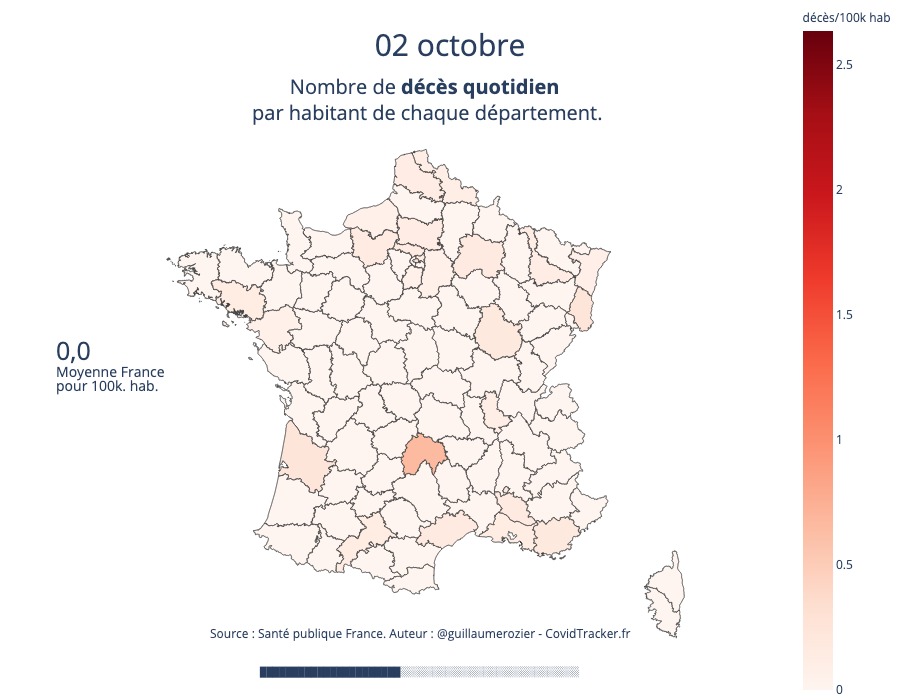 décès/100k hab
02 octobre
Nombre de décès quotidien
par habitant de chaque département.
2.5
2
1.5
1
0.5
0
0,0
Moyenne France
pour 100k. hab.
Source : Santé publique France. Auteur : @guillaumerozier - CovidTracker.fr